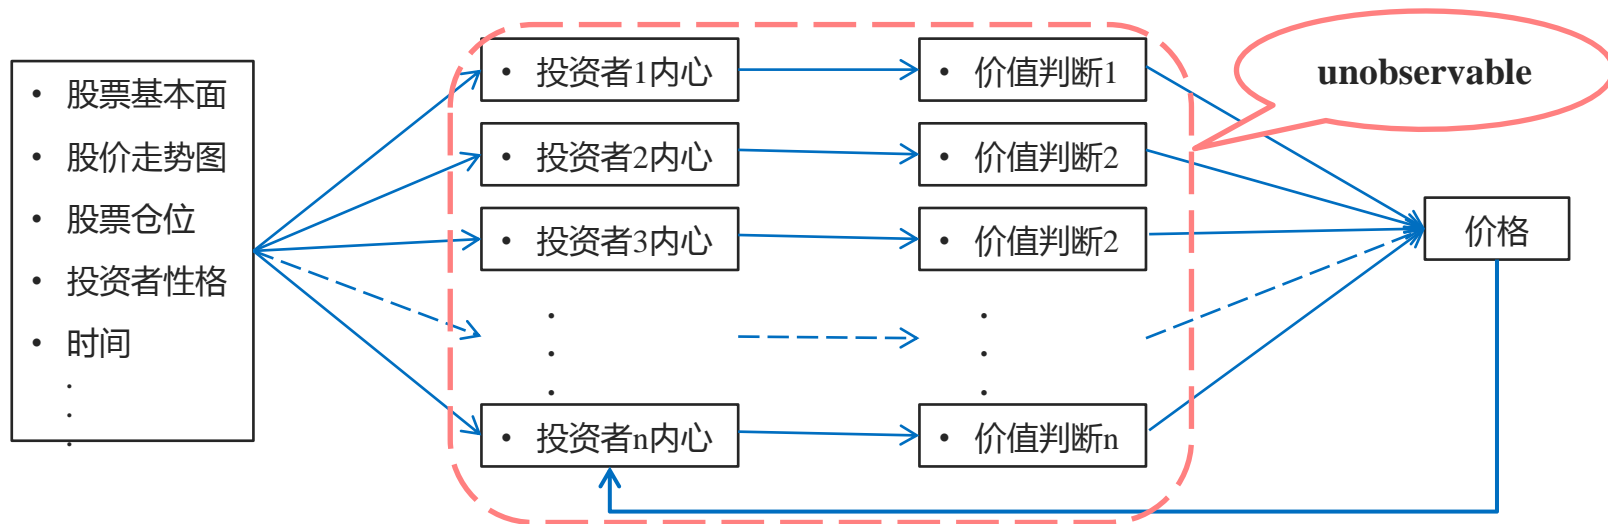 • 股票基本面
• 股价走势图
• 股票仓位
• 投资者性格
• 时间
.
.
.
• 投资者1内心
• 投资者2内心
• 投资者3内心
.
.
.
• 投资者n内心
• 价值判断1
• 价值判断2
• 价值判断2
.
.
.
• 价值判断n
unobservable
价格